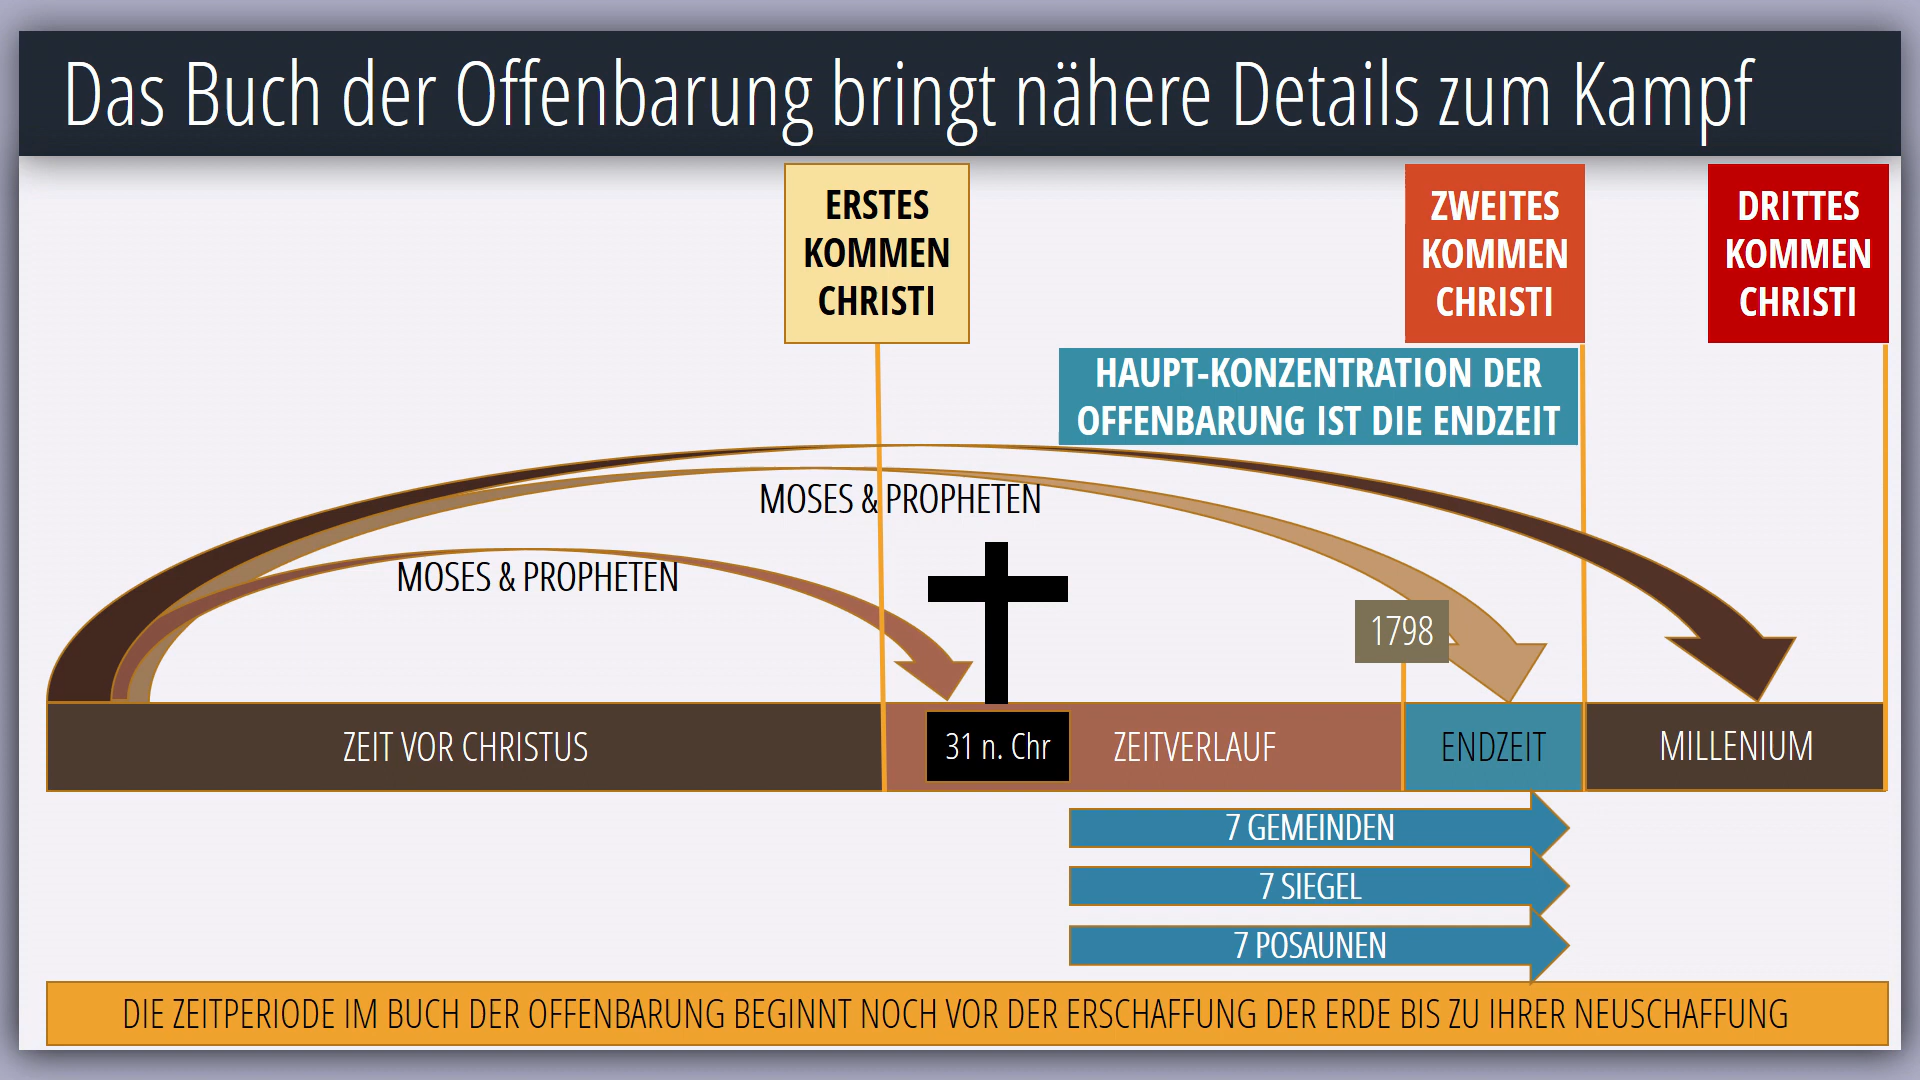 Das Buch der Offenbarung bringt nähere Details zum Kampf
ERSTES
KOMMEN
CHRISTI
ZWEITES
KOMMEN
CHRISTI
DRITTES
KOMMEN
CHRISTI
HAUPT-KONZENTRATION DER
OFFENBARUNG IST DIE ENDZEIT
MOSES & PROPHETEN
MOSES & PROPHETEN
1798
ZEIT VOR CHRISTUS
31 n. Chr
ZEITVERLAUF
ENDZEIT
MILLENIUM
7 GEMEINDEN
7 SIEGEL
7 POSAUNEN
DIE ZEITPERIODE IM BUCH DER OFFENBARUNG BEGINNT NOCH VOR DER ERSCHAFFUNG DER ERDE BIS ZU IHRER NEUSCHAFFUNG